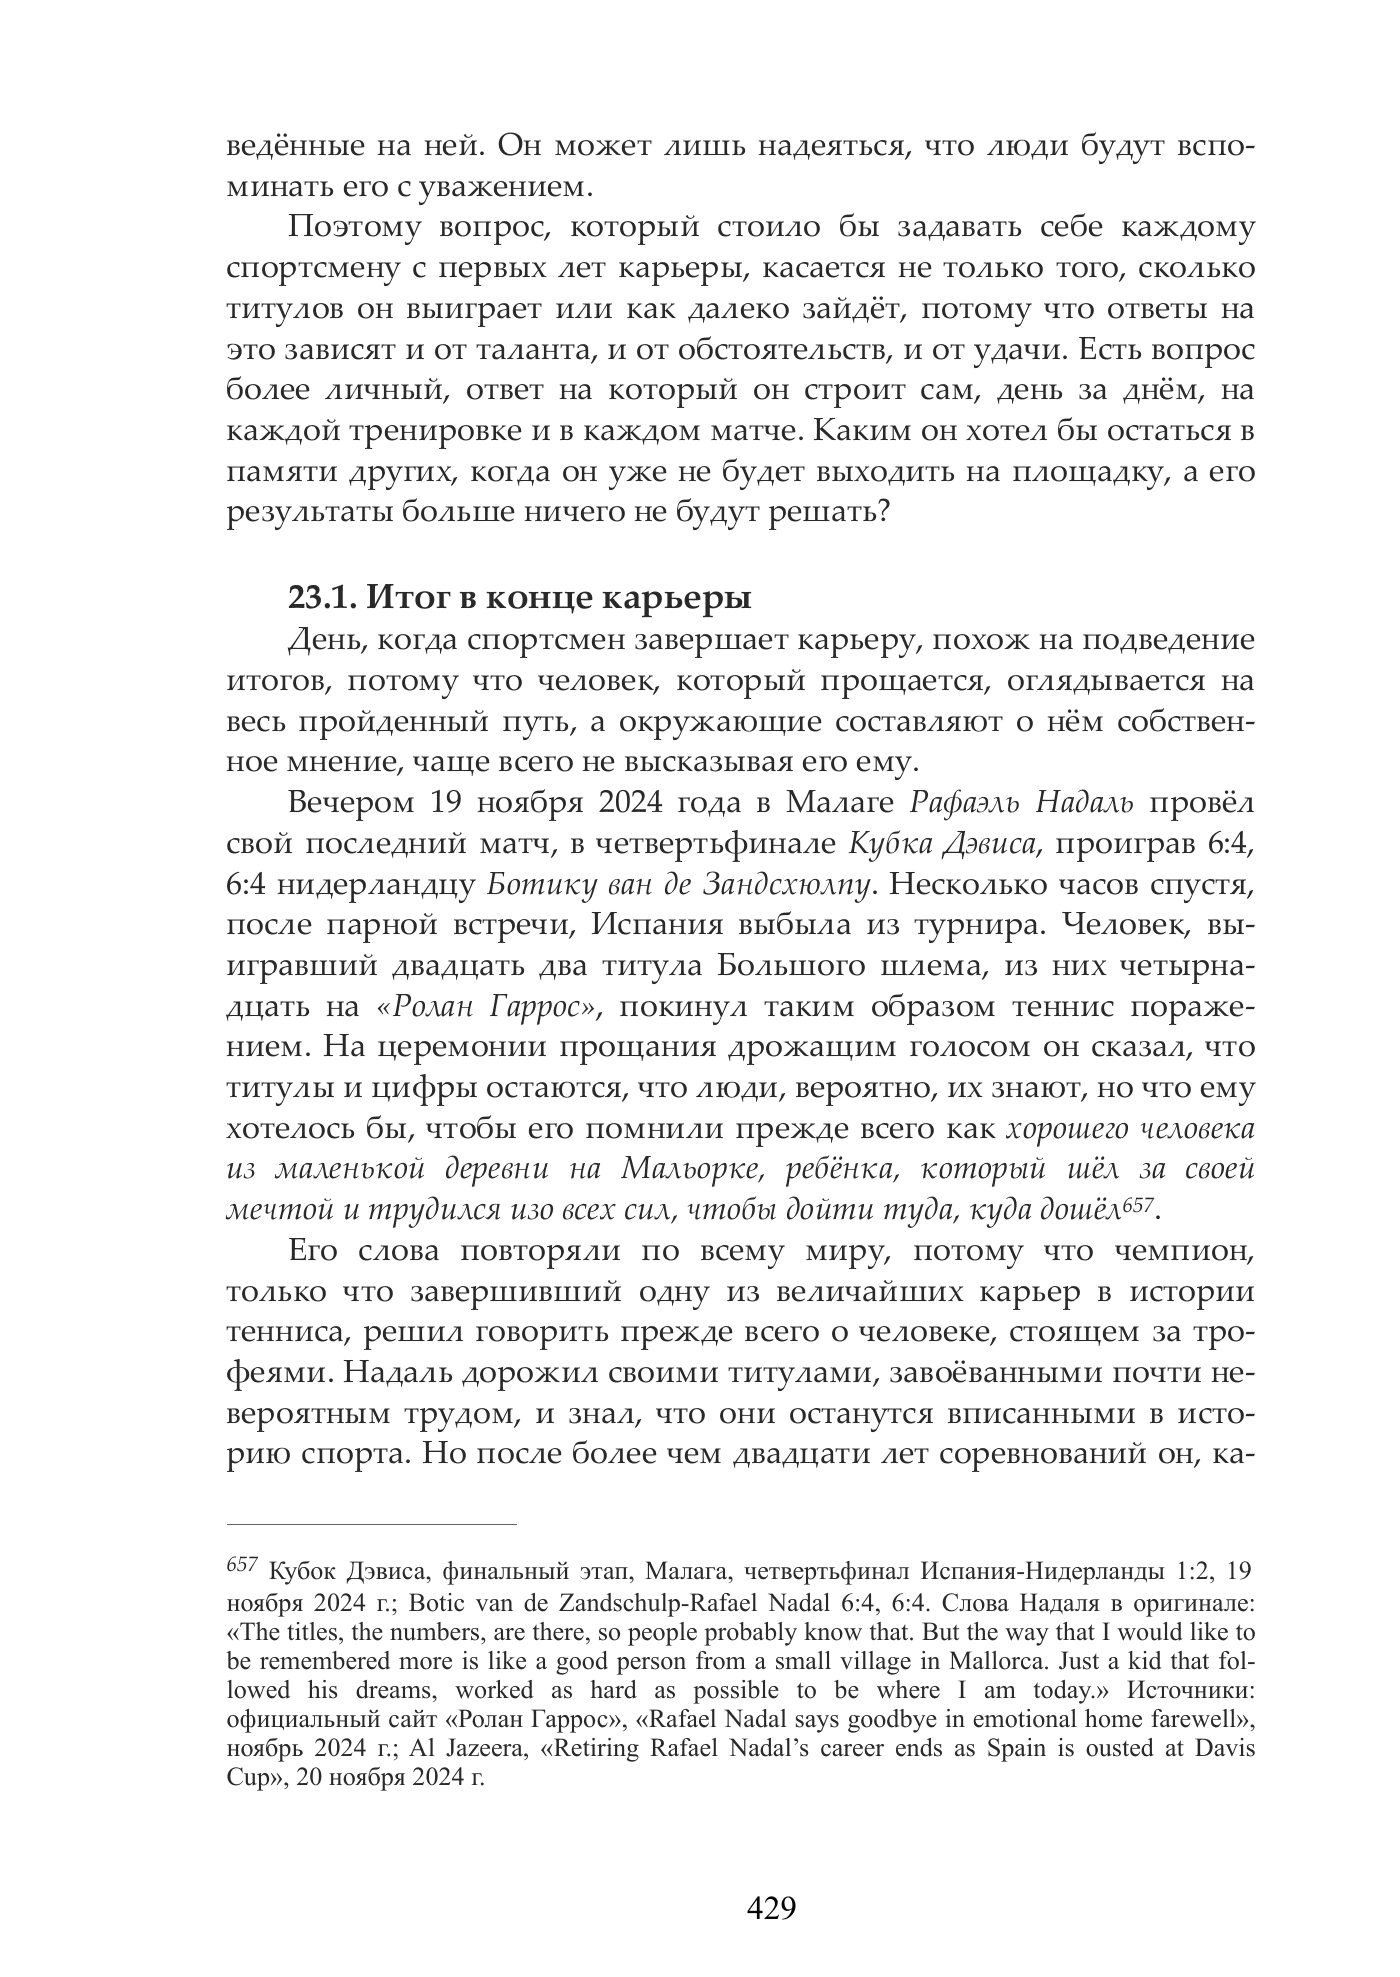 ведённые на ней. Он может лишь надеяться, что люди будут вспо-
минать его с уважением.
Поэтому вопрос, который стоило бы задавать себе каждому
спортсмену с первых лет карьеры, касается не только того, сколько
титулов он выиграет или как далеко зайдёт, потому что ответы на
это зависят и от таланта, и от обстоятельств, и от удачи. Есть вопрос
более личный, ответ на который он строит сам, день за днём, на
каждой тренировке и в каждом матче. Каким он хотел бы остаться в
памяти других, когда он уже не будет выходить на площадку, а его
результаты больше ничего не будут решать?
23.1. Итог в конце карьеры
День, когда спортсмен завершает карьеру, похож на подведение
итогов, потому что человек, который прощается, оглядывается на
весь пройденный путь, а окружающие составляют о нём собствен-
ное мнение, чаще всего не высказывая его ему.
Вечером 19 ноября 2024 года в Малаге Рафаэль Надаль провёл
свой последний матч, в четвертьфинале Кубка Дэвиса, проиграв 6:4,
6:4 нидерландцу Ботику ван де Зандсхюлпу. Несколько часов спустя,
после парной встречи, Испания выбыла из турнира. Человек, вы-
игравший двадцать два титула Большого шлема, из них четырна-
дцать на «Ролан Гаррос», покинул таким образом теннис пораже-
нием. На церемонии прощания дрожащим голосом он сказал, что
титулы и цифры остаются, что люди, вероятно, их знают, но что ему
хотелось бы, чтобы его помнили прежде всего как хорошего человека
из маленькой деревни на Мальорке, ребёнка, который шёл за своей
мечтой и трудился изо всех сил, чтобы дойти туда, куда дошёл657.
Его слова повторяли по всему миру, потому что чемпион,
только что завершивший одну из величайших карьер в истории
тенниса, решил говорить прежде всего о человеке, стоящем за тро-
феями. Надаль дорожил своими титулами, завоёванными почти не-
вероятным трудом, и знал, что они останутся вписанными в исто-
рию спорта. Но после более чем двадцати лет соревнований он, ка-
657 Кубок Дэвиса, финальный этап, Малага, четвертьфинал Испания-Нидерланды 1:2, 19
ноября 2024 г.; Botic van de Zandschulp-Rafael Nadal 6:4, 6:4. Слова Надаля в оригинале:
«The titles, the numbers, are there, so people probably know that. But the way that I would like to
be remembered more is like a good person from a small village in Mallorca. Just a kid that fol-
lowed his dreams, worked as hard as possible to be where I am today.» Источники:
официальный сайт «Ролан Гаррос», «Rafael Nadal says goodbye in emotional home farewell»,
ноябрь 2024 г.; Al Jazeera, «Retiring Rafael Nadal’s career ends as Spain is ousted at Davis
Cup», 20 ноября 2024 г.
429